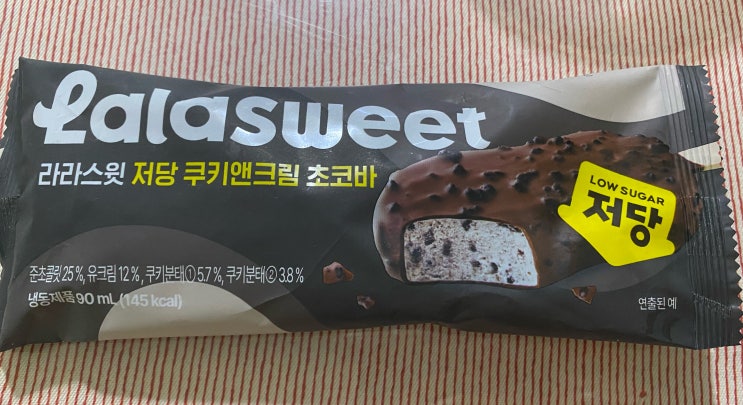 Lalasweet
라라스윗 저당 쿠키앤크림 초코바
LOW SUGAR
저당
준초콜릿 25%, 유크림 12%, 쿠키분태① 5.7%, 쿠키분태② 3.8%
냉동제품 90 mL (145 kcal)
연출된 예